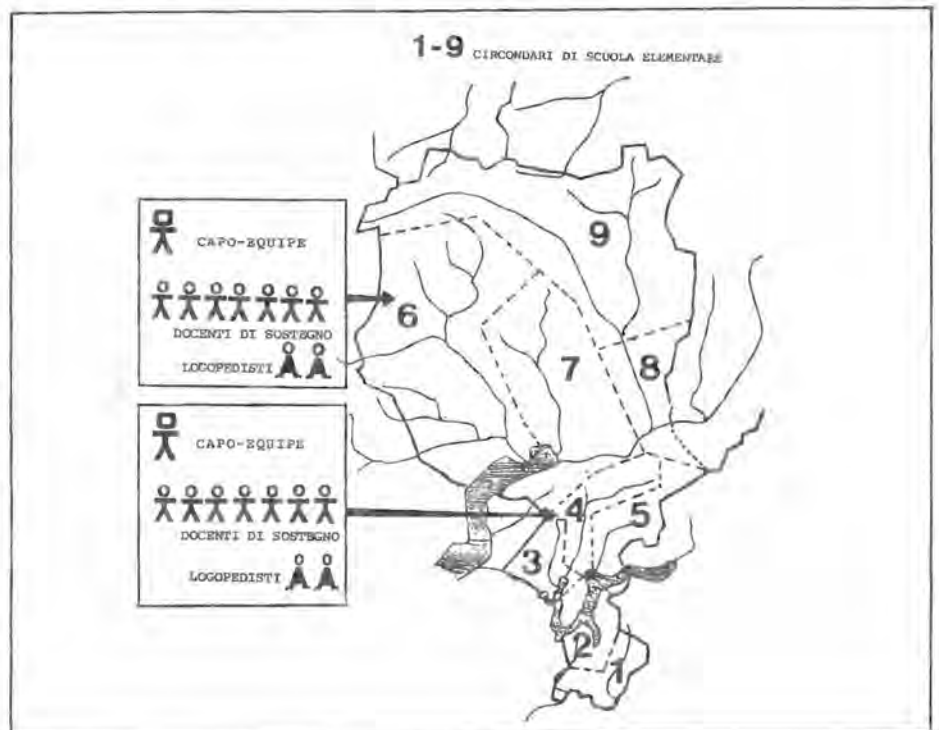 1-9 CIRCONDARI DI SCUOLA ELEMENTARE
CAPO-EQUIPE
DOCENTI DI SOSTEGNO
LOGOPEDISTI
CAPO-EQUIPE
DOCENTI DI SOSTEGNO
LOGOPEDISTI
9
6
7
8
4
5
3
2
1